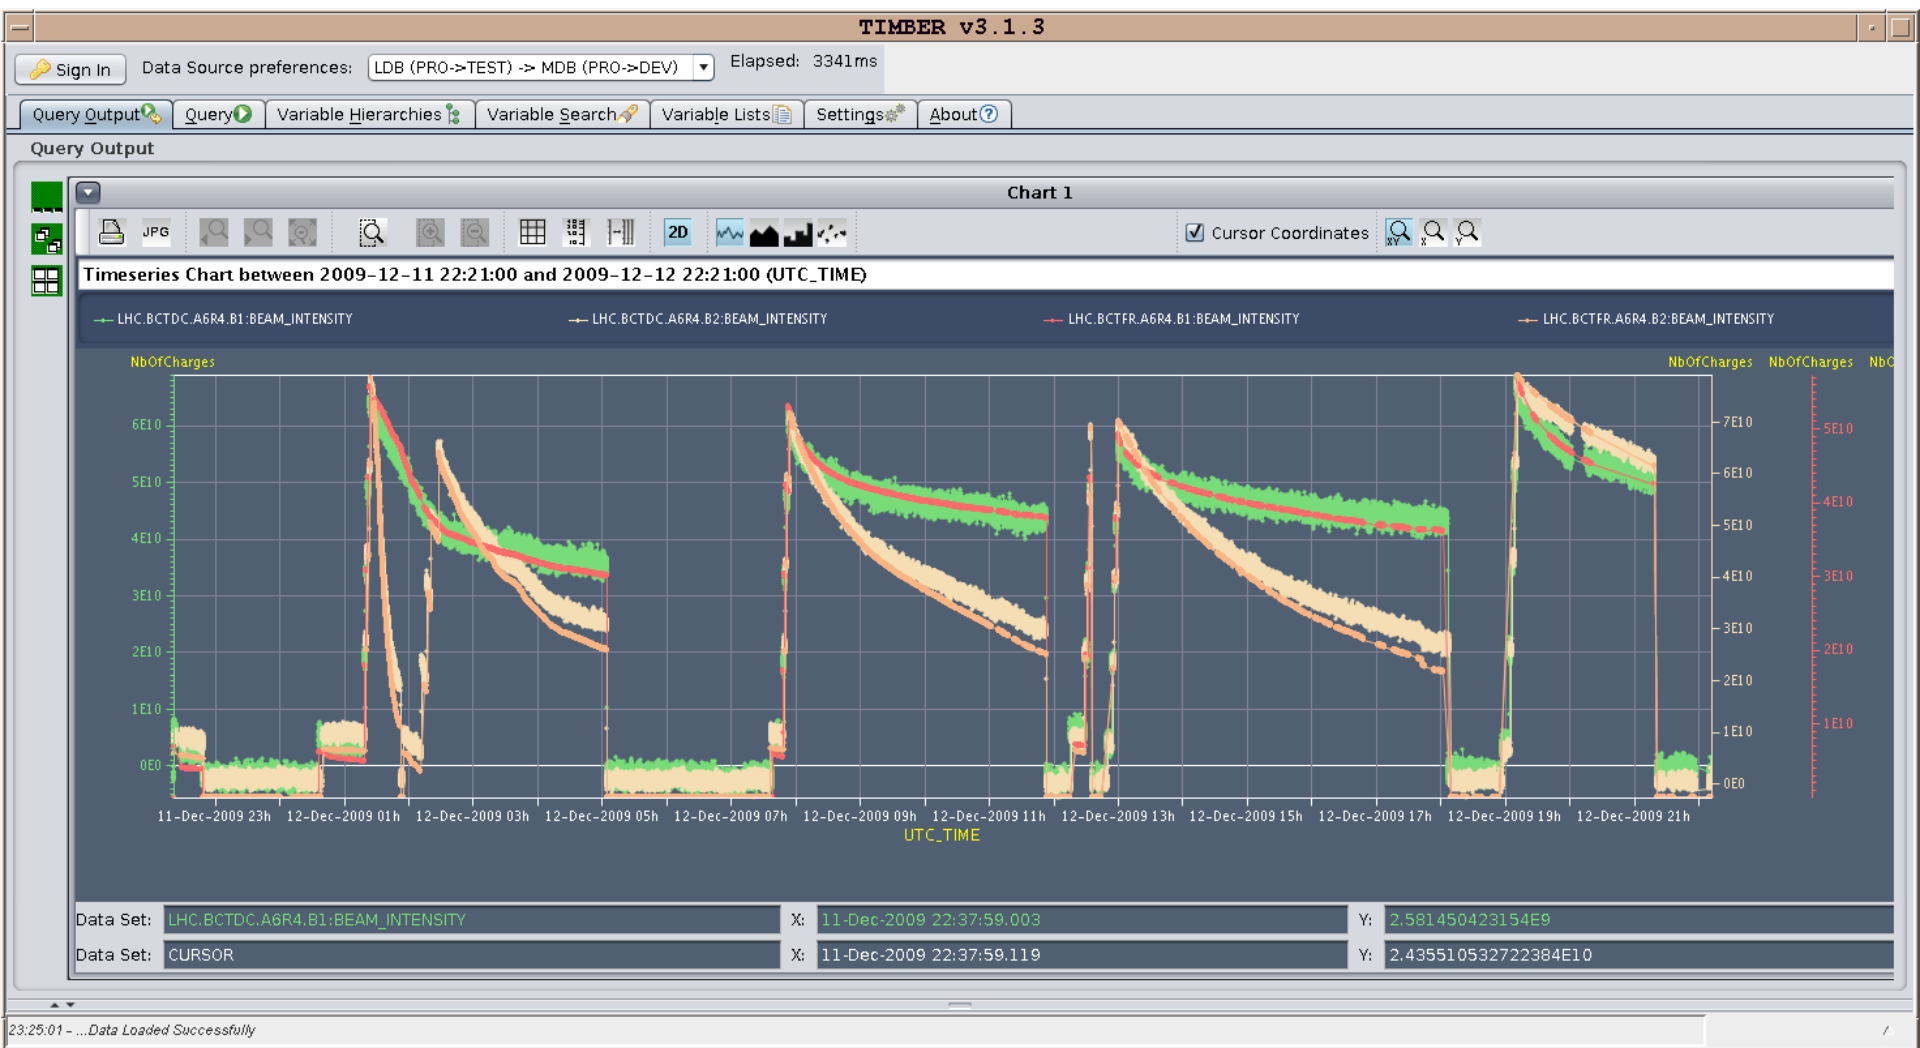 TIMBER v3.1.3
Sign In Data Source preferences: LDB (PRO->TEST) -> MDB (PRO->DEV) Elapsed: 3341ms
Query Output Query Variable Hierarchies Variable Search Variable Lists Settings About
Query Output
Chart 1
JPG 2D Cursor Coordinates XY X Y
Timeseries Chart between 2009-12-11 22:21:00 and 2009-12-12 22:21:00 (UTC_TIME)
LHC.BCTDC.A6R4.B1:BEAM_INTENSITY LHC.BCTDC.A6R4.B2:BEAM_INTENSITY LHC.BCTFR.A6R4.B1:BEAM_INTENSITY LHC.BCTFR.A6R4.B2:BEAM_INTENSITY
NbOfCharges NbOfCharges NbOfCharges NbO
6E10 7E10 5E10
5E10 6E10
4E10 5E10 4E10
3E10 4E10 3E10
2E10 3E10 2E10
1E10 2E10 1E10
0E0 1E10
0E0
11-Dec-2009 23h 12-Dec-2009 01h 12-Dec-2009 03h 12-Dec-2009 05h 12-Dec-2009 07h 12-Dec-2009 09h 12-Dec-2009 11h 12-Dec-2009 13h 12-Dec-2009 15h 12-Dec-2009 17h 12-Dec-2009 19h 12-Dec-2009 21h
UTC_TIME
Data Set: LHC.BCTDC.A6R4.B1:BEAM_INTENSITY X: 11-Dec-2009 22:37:59.003 Y: 2.581450423154E9
Data Set: CURSOR X: 11-Dec-2009 22:37:59.119 Y: 2.435510532722384E10
23:25:01 - ...Data Loaded Successfully